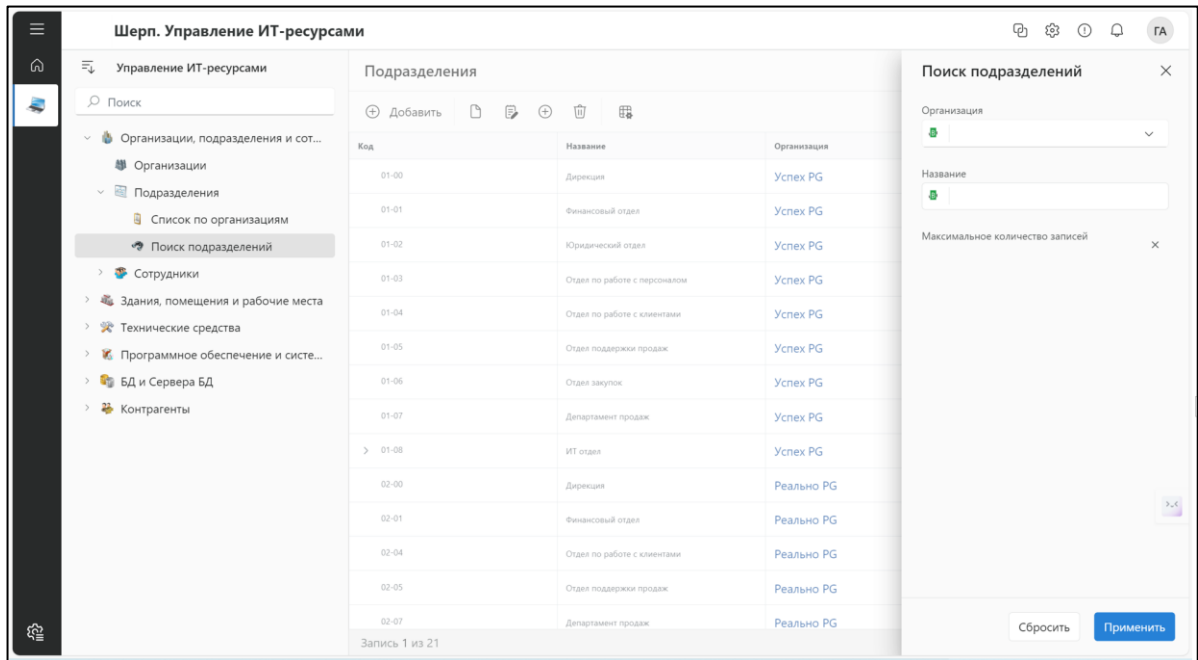 Шерп. Управление ИТ-ресурсами
ГА
Управление ИТ-ресурсами
Поиск
Организации, подразделения и сот...
Организации
Подразделения
Список по организациям
Поиск подразделений
Сотрудники
Здания, помещения и рабочие места
Технические средства
Программное обеспечение и систе...
БД и Сервера БД
Контрагенты
Подразделения
Добавить
Код Название Организация
01-00 Дирекция Успех PG
01-01 Финансовый отдел Успех PG
01-02 Юридический отдел Успех PG
01-03 Отдел по работе с персоналом Успех PG
01-04 Отдел по работе с клиентами Успех PG
01-05 Отдел поддержки продаж Успех PG
01-06 Отдел закупок Успех PG
01-07 Департамент продаж Успех PG
01-08 ИТ отдел Успех PG
02-00 Дирекция Реально PG
02-01 Финансовый отдел Реально PG
02-04 Отдел по работе с клиентами Реально PG
02-05 Отдел поддержки продаж Реально PG
02-07 Департамент продаж Реально PG
Запись 1 из 21
Поиск подразделений
Организация
Название
Максимальное количество записей
Сбросить
Применить